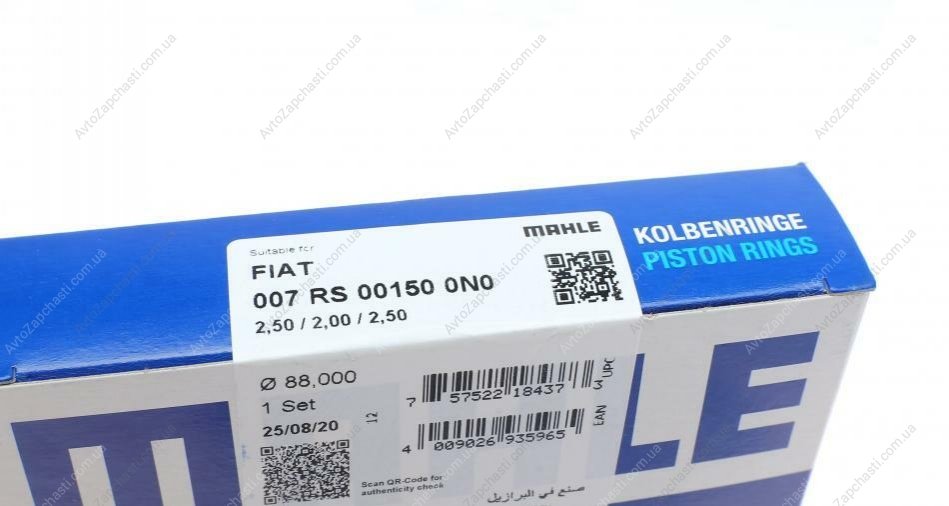 AvtoZapchasti.com.ua
KOLBENRINGE
PISTON RINGS
MAHLE
Suitable for
FIAT
007 RS 00150 0N0
2,50 / 2,00 / 2,50
Ø 88,000
1 Set
25/08/20
12
7 57522 18437 3
UPC
4 009026 935965
EAN
Scan QR-Code for
authenticity check
صنع في البرازيل
MAHLE